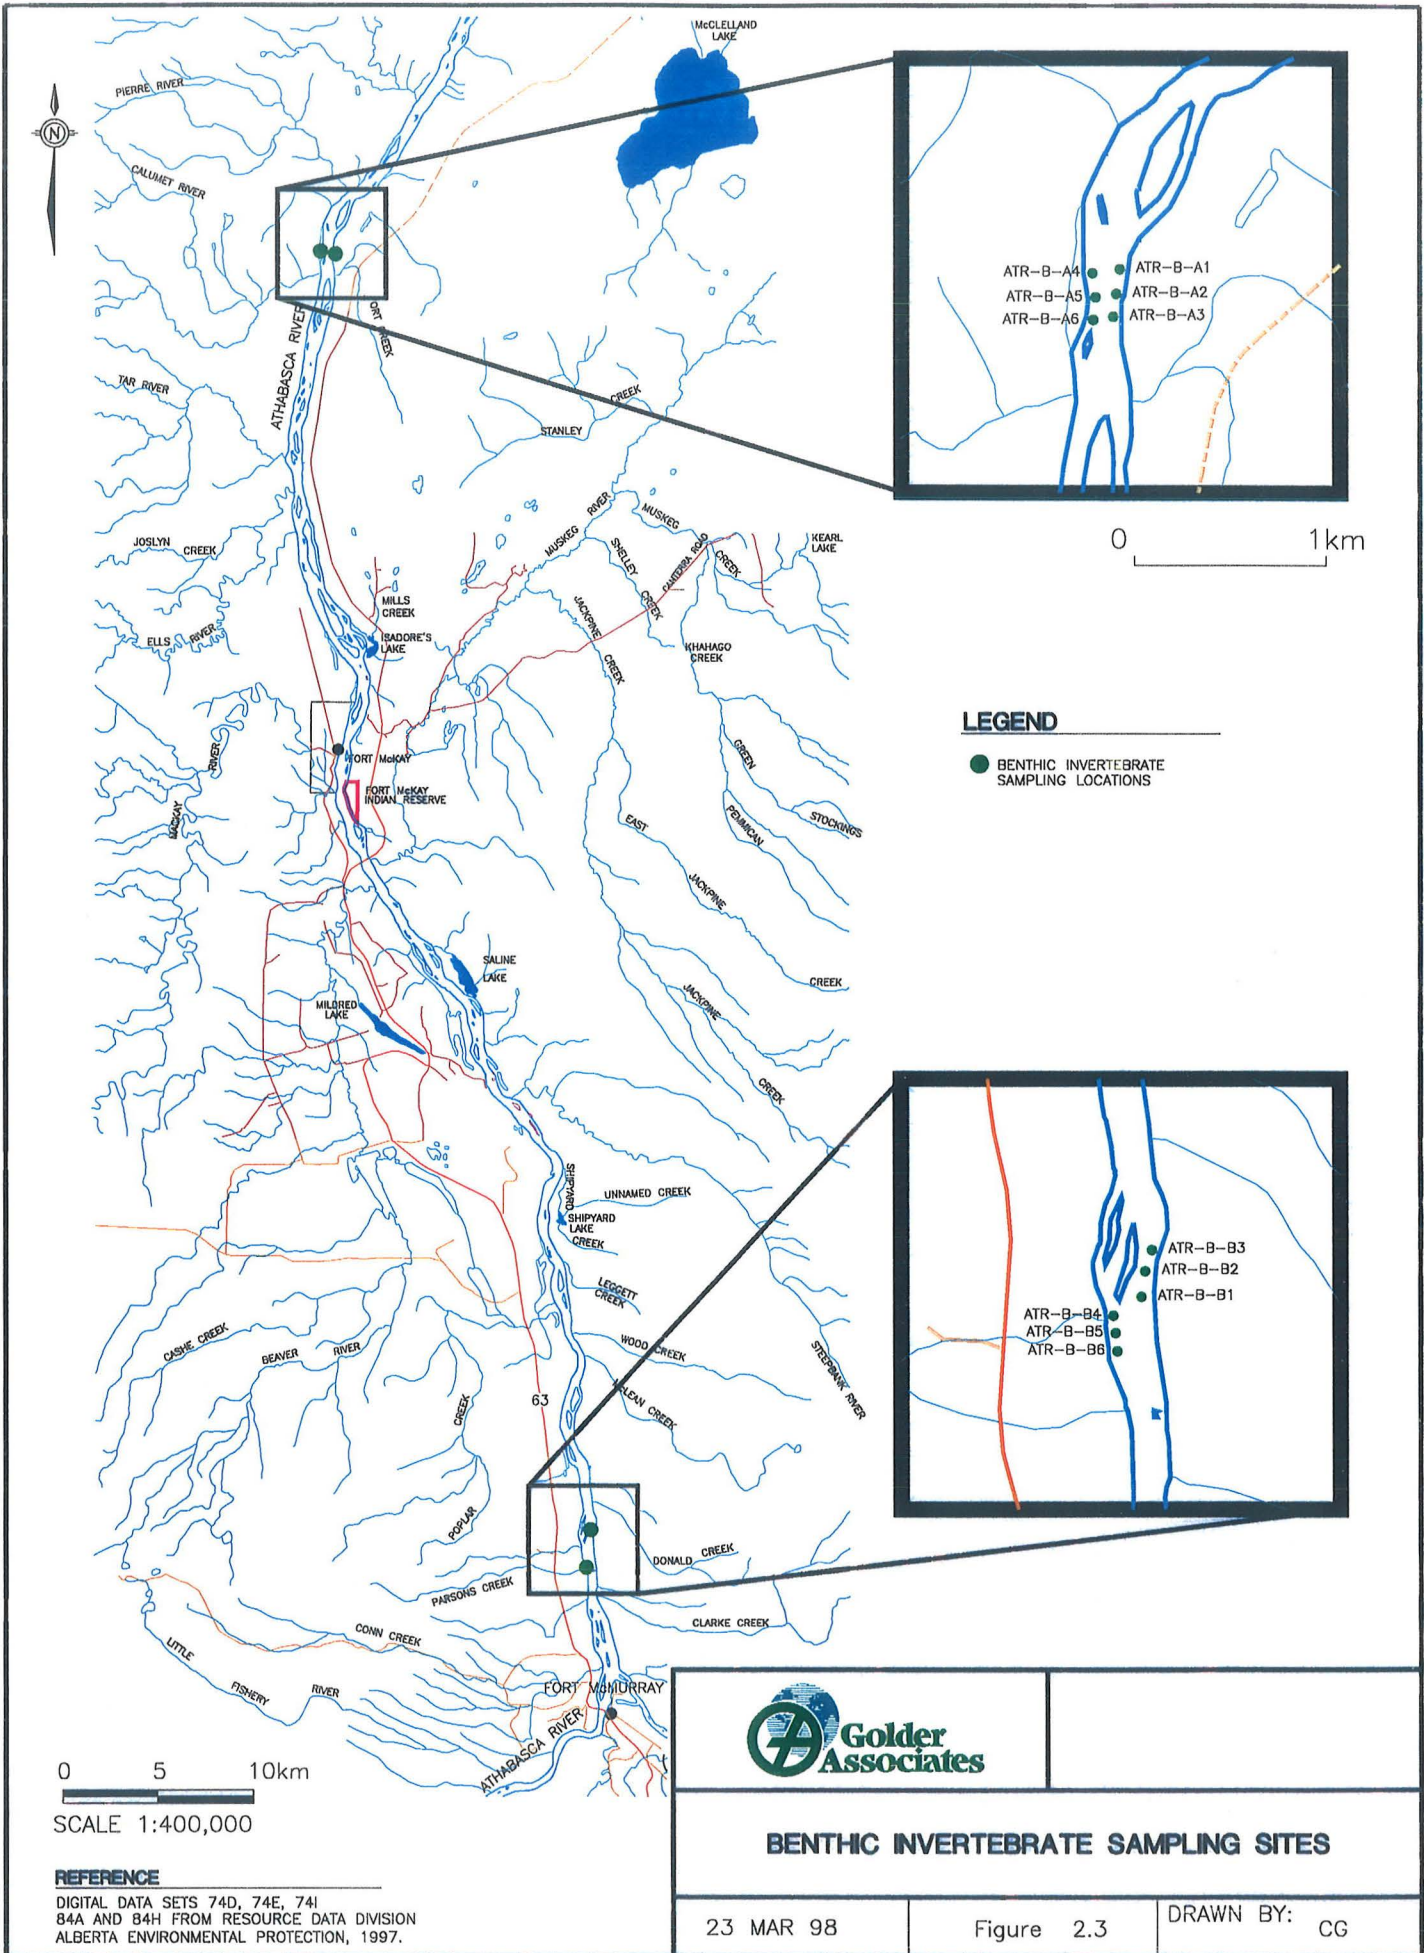 McCLELLAND
LAKE
PIERRE RIVER
N
CALUMET RIVER
ATR-B-A4
ATR-B-A1
ATR-B-A5
ATR-B-A2
ATR-B-A6
ATR-B-A3
ATHABASCA RIVER
ORT CREEK
TAR RIVER
STANLEY CREEK
0 1km
JOSLYN CREEK
MUSKEG RIVER
MUSKEG
CREEK
SHELLEY
CREEK
CANTERRA ROAD
KEARL
LAKE
MILLS
CREEK
JACKPINE
CREEK
ISADORE'S
LAKE
ELLS RIVER
KHAHAGO
CREEK
LEGEND
BENTHIC INVERTEBRATE
SAMPLING LOCATIONS
MACKAY
RIVER
FORT McKAY
FORT McKAY
INDIAN RESERVE
GREEN
STOCKINGS
PEMMICAN
EAST
JACKPINE
CREEK
SALINE
LAKE
MILDRED
LAKE
JACKPINE
CREEK
SHIPYARD
UNNAMED CREEK
SHIPYARD
LAKE
CREEK
LEGGETT
CREEK
WOOD CREEK
STEEPBANK RIVER
ATR-B-B3
ATR-B-B2
ATR-B-B1
ATR-B-B4
ATR-B-B5
ATR-B-B6
CASHE CREEK
BEAVER RIVER
63
McLEAN CREEK
POPLAR
CREEK
DONALD CREEK
PARSONS CREEK
CLARKE CREEK
CONN CREEK
LITTLE
FISHERY
RIVER
FORT McMURRAY
ATHABASCA RIVER
0 5 10km
SCALE 1:400,000
REFERENCE
DIGITAL DATA SETS 74D, 74E, 74I
84A AND 84H FROM RESOURCE DATA DIVISION
ALBERTA ENVIRONMENTAL PROTECTION, 1997.
Golder
Associates
BENTHIC INVERTEBRATE SAMPLING SITES
23 MAR 98
Figure 2.3
DRAWN BY: CG